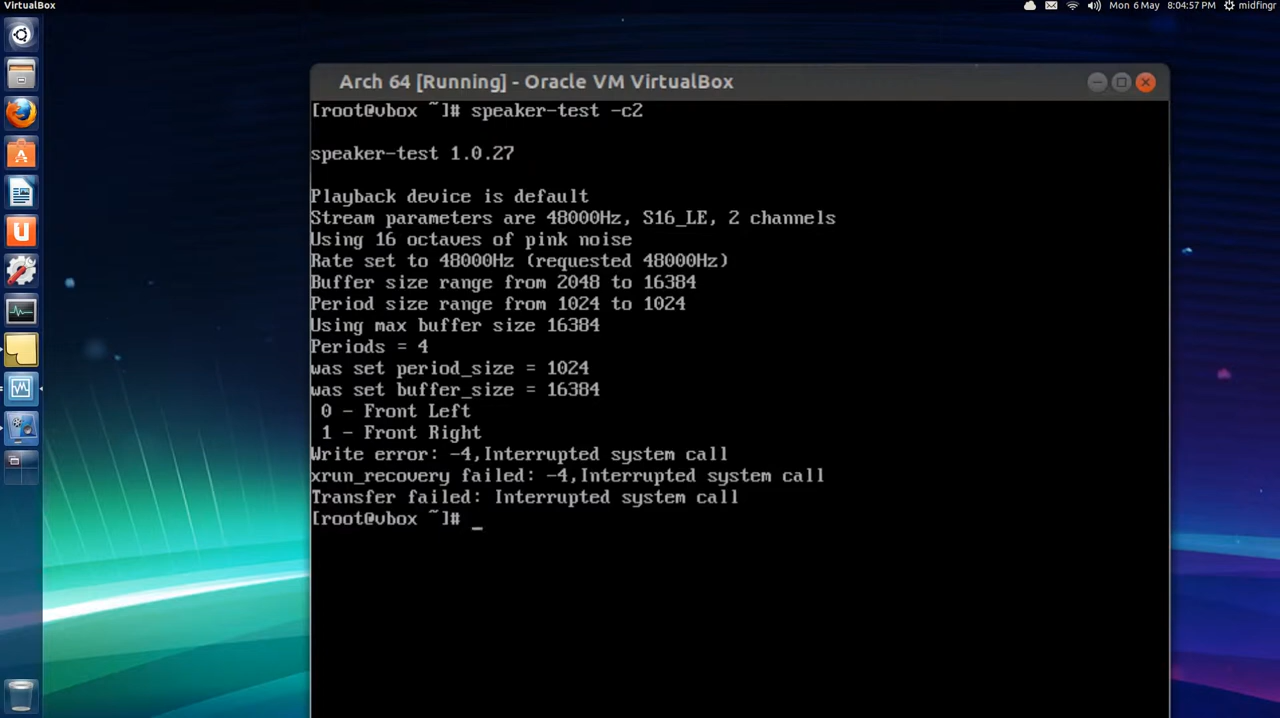 VirtualBox
Mon 6 May 8:04:57 PM midfingr
Arch 64 [Running] - Oracle VM VirtualBox
[root@vbox ~]# speaker-test -c2
speaker-test 1.0.27
Playback device is default
Stream parameters are 48000Hz, S16_LE, 2 channels
Using 16 octaves of pink noise
Rate set to 48000Hz (requested 48000Hz)
Buffer size range from 2048 to 16384
Period size range from 1024 to 1024
Using max buffer size 16384
Periods = 4
was set period_size = 1024
was set buffer_size = 16384
0 - Front Left
1 - Front Right
Write error: -4,Interrupted system call
xrun_recovery failed: -4,Interrupted system call
Transfer failed: Interrupted system call
[root@vbox ~]# _